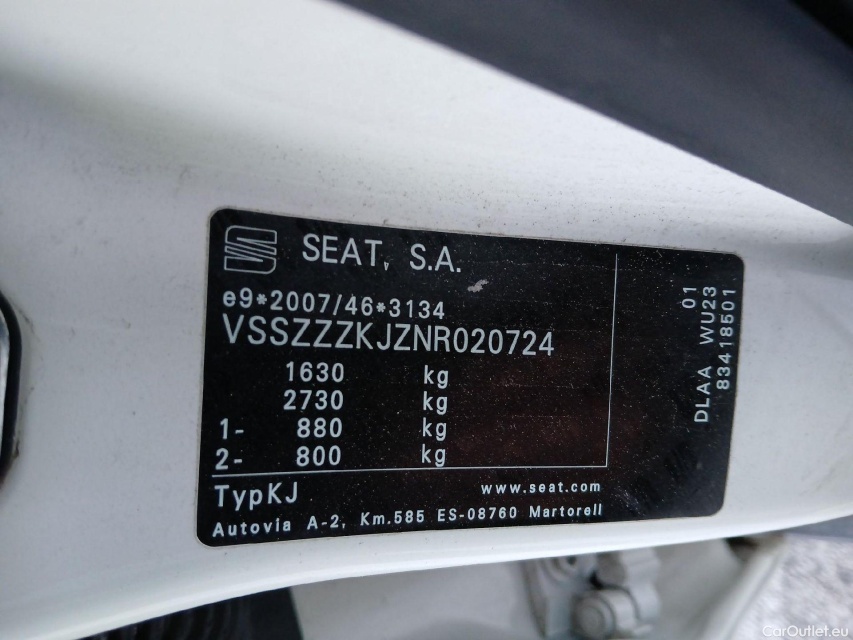 SEAT, S.A.
e9*2007/46*3134
VSSZZZKJZNR020724
1630 kg
2730 kg
1- 880 kg
2- 800 kg
TypKJ www.seat.com
Autovia A-2, Km.585 ES-08760 Martorell
01
DLAA WU23
83418501
CarOutlet.eu